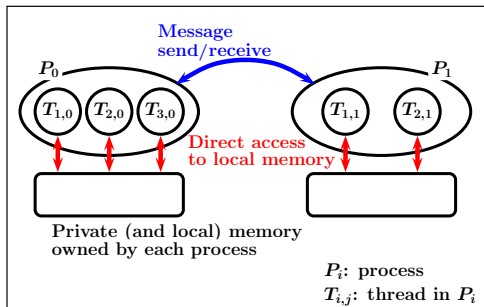 Message
send/receive
P₀
P₁
T₁,₀ T₂,₀ T₃,₀
T₁,₁ T₂,₁
Direct access
to local memory
Private (and local) memory
owned by each process
Pᵢ: process
Tᵢ,ⱼ: thread in Pᵢ